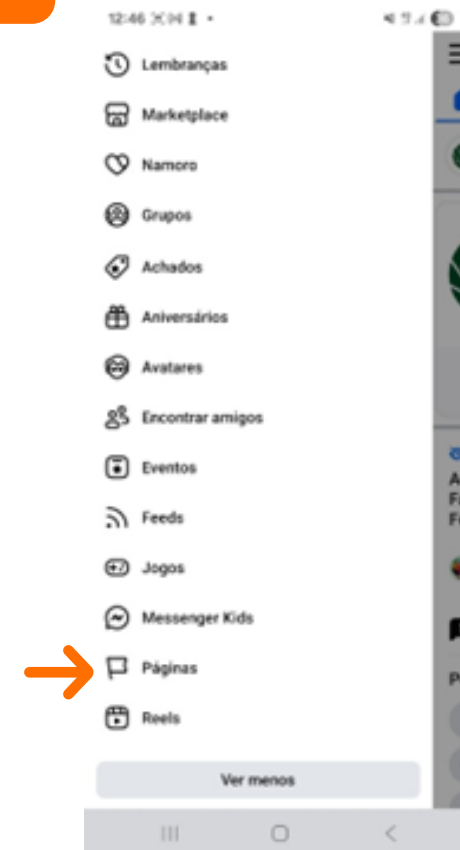 12:46
Lembranças
Marketplace
Namoro
Grupos
Achados
Aniversários
Avatares
Encontrar amigos
Eventos
Feeds
Jogos
Messenger Kids
Páginas
Reels
Ver menos